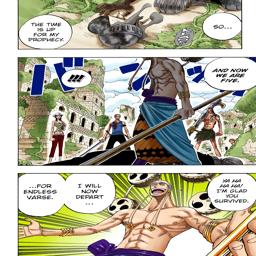 SO...
THE TIME
IS UP
FOR MY
PROPHECY.
AND NOW
WE ARE
FIVE.
!!!
YA HA
HA HA!
I'M GLAD
YOU
SURVIVED.
I WILL
NOW
DEPART
...
...FOR
ENDLESS
VARSE.